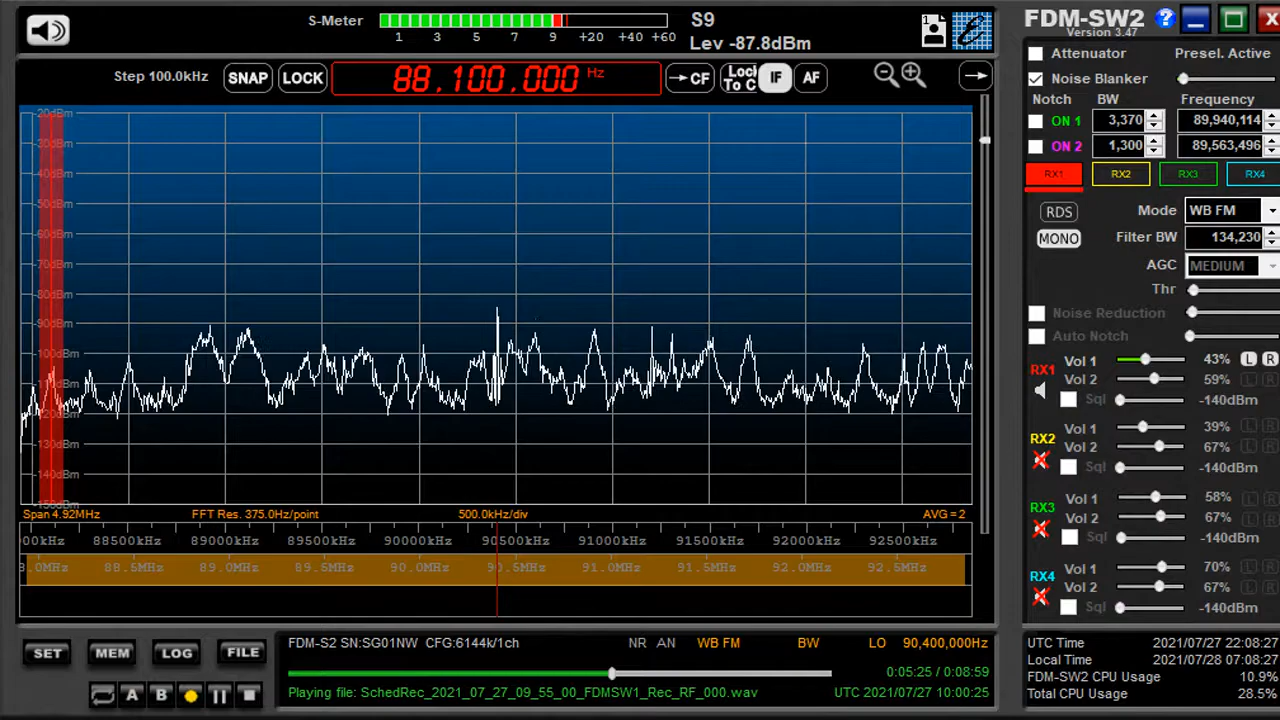 S-Meter
1 3 5 7 9 +20 +40 +60
S9
Lev -87.8dBm
1
FDM-SW2 ?
Version 3.47
X
Step 100.0kHz
SNAP
LOCK
88.100.000 Hz
→CF
Lock To C
IF
AF
→
Attenuator
Presel. Active
Noise Blanker
Notch BW Frequency
ON 1 3,370 89,940,114
ON 2 1,300 89,563,496
RX1 RX2 RX3 RX4
RDS
Mode WB FM
MONO
Filter BW 134,230
AGC MEDIUM
Thr
Noise Reduction
Auto Notch
RX1
Vol 1 43% L R
Vol 2 59% L R
Sql -140dBm
RX2
Vol 1 39% L R
Vol 2 67% L R
Sql -140dBm
RX3
Vol 1 58% L R
Vol 2 67% L R
Sql -140dBm
RX4
Vol 1 70% L R
Vol 2 67% L R
Sql -140dBm
-20dBm
-30dBm
-40dBm
-50dBm
-60dBm
-70dBm
-80dBm
-90dBm
-100dBm
-110dBm
-120dBm
-130dBm
-140dBm
-150dBm
Span 4.92MHz
FFT Res. 375.0Hz/point
500.0kHz/div
AVG = 2
000kHz 88500kHz 89000kHz 89500kHz 90000kHz 90500kHz 91000kHz 91500kHz 92000kHz 92500kHz
8.0MHz 88.5MHz 89.0MHz 89.5MHz 90.0MHz 90.5MHz 91.0MHz 91.5MHz 92.0MHz 92.5MHz
SET
MEM
LOG
FILE
A B
FDM-S2 SN:SG01NW CFG:6144k/1ch
NR AN WB FM BW LO 90,400,000Hz
0:05:25 / 0:08:59
Playing file: SchedRec_2021_07_27_09_55_00_FDMSW1_Rec_RF_000.wav
UTC 2021/07/27 10:00:25
UTC Time 2021/07/27 22:08:27
Local Time 2021/07/28 07:08:27
FDM-SW2 CPU Usage 10.9%
Total CPU Usage 28.5%